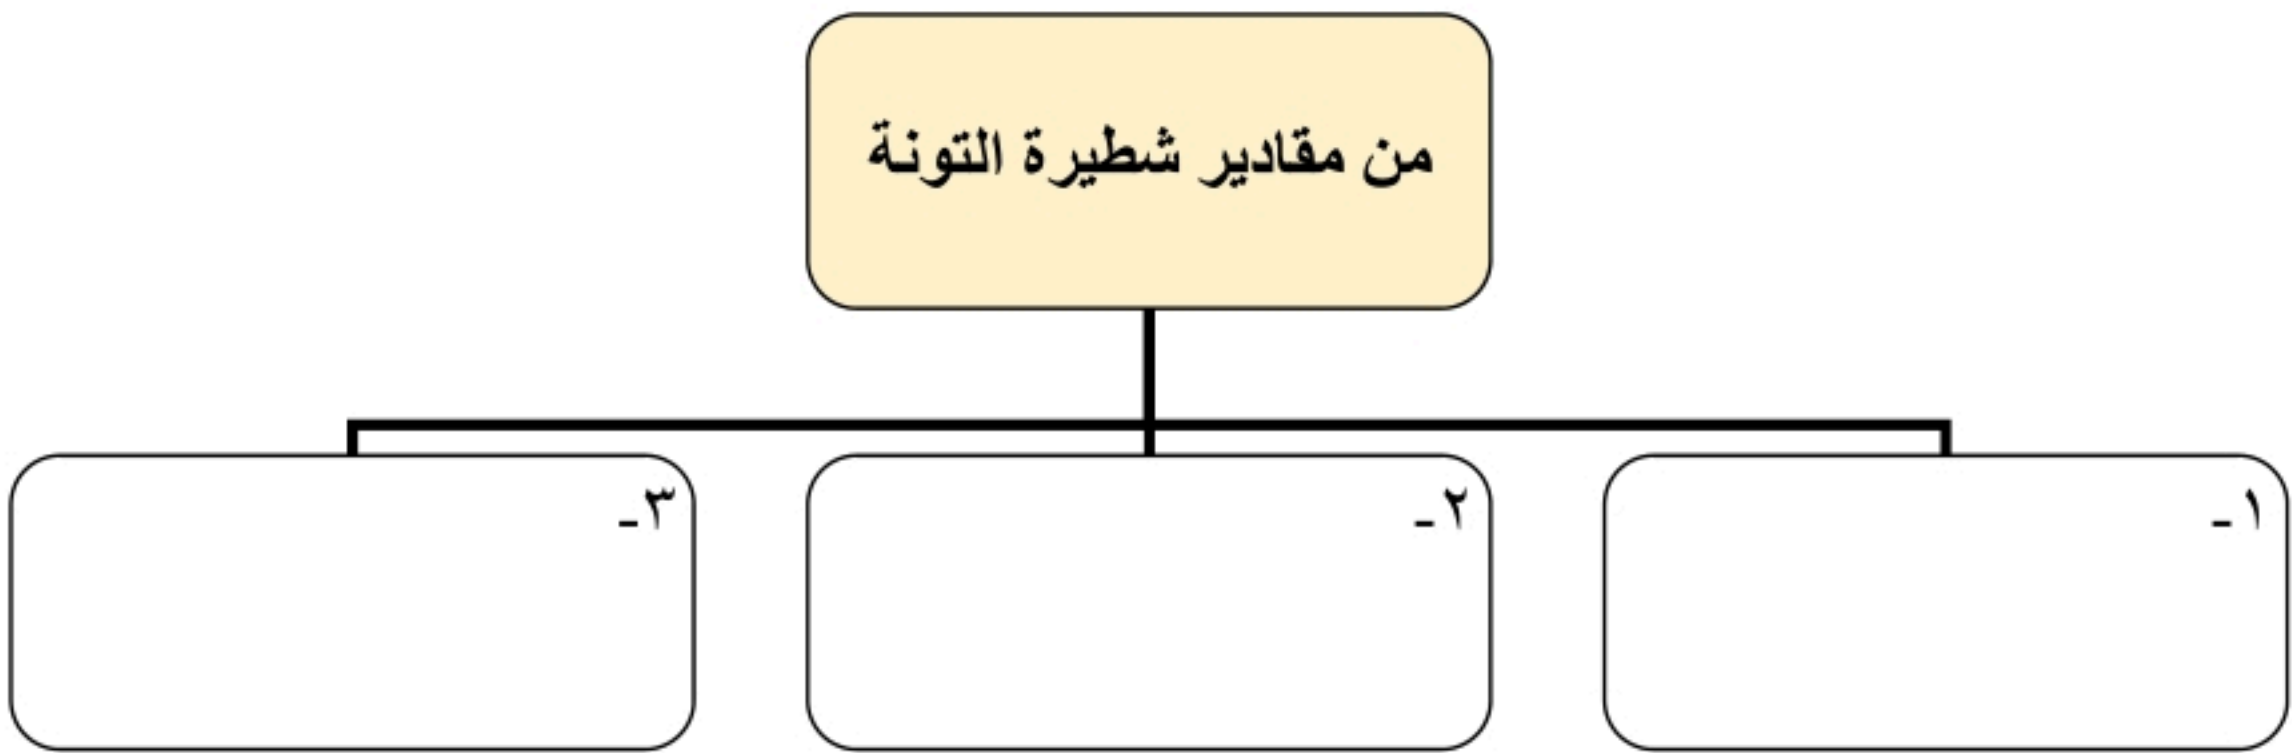 من مقادير شطيرة التونة
١-
٢-
٣-